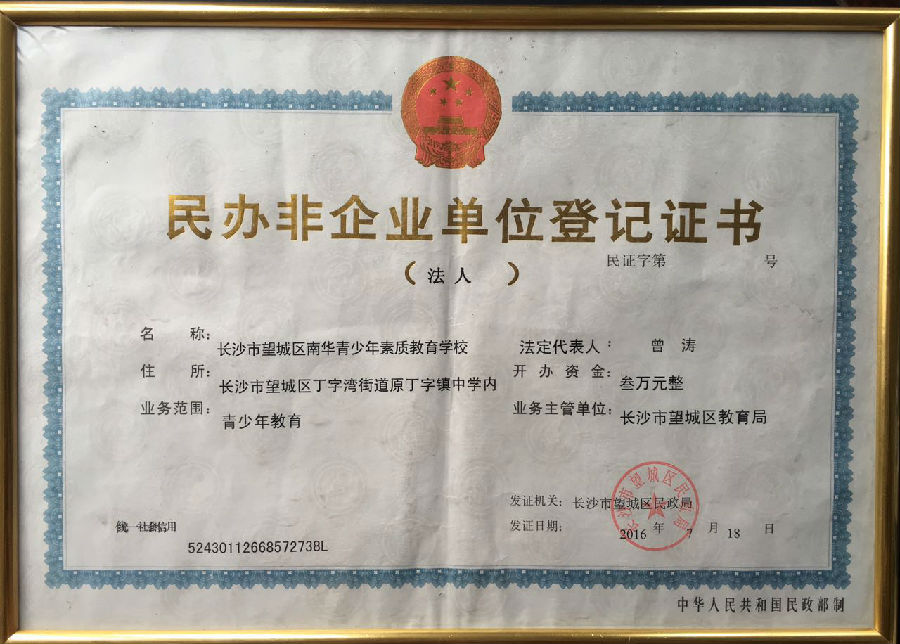 民办非企业单位登记证书
（法人）
民证字第 号
名 称：长沙市望城区南华青少年素质教育学校
法定代表人：曾涛
住 所：长沙市望城区丁字湾街道原丁字镇中学内
开办资金：叁万元整
业务范围：青少年教育
业务主管单位：长沙市望城区教育局
发证机关：长沙市望城区民政局
发证日期：2016年7月18日
52430112668572738L
中华人民共和国民政部制